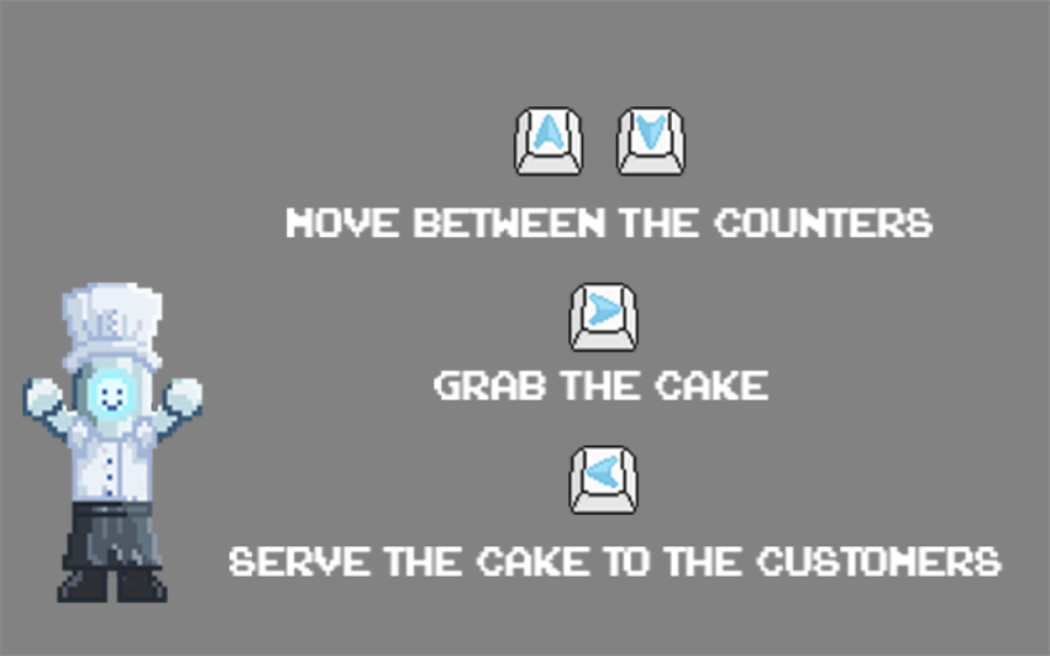 MOVE BETWEEN THE COUNTERS
GRAB THE CAKE
SERVE THE CAKE TO THE CUSTOMERS